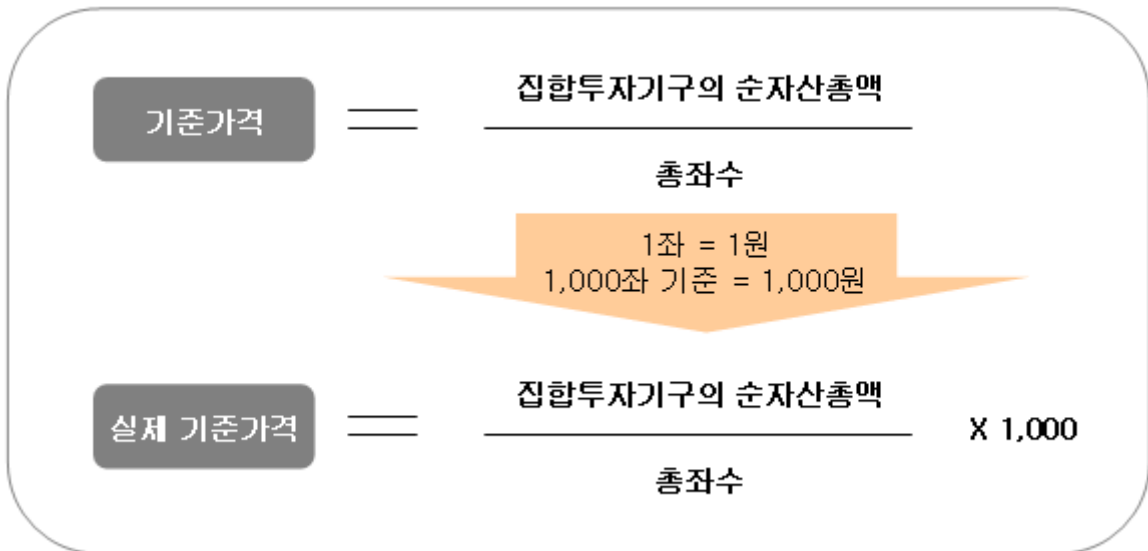 집합투자기구의 순자산총액
기준가격
총좌수
1좌 = 1원
1,000좌 기준 = 1,000원
집합투자기구의 순자산총액
실제 기준가격
X 1,000
총좌수